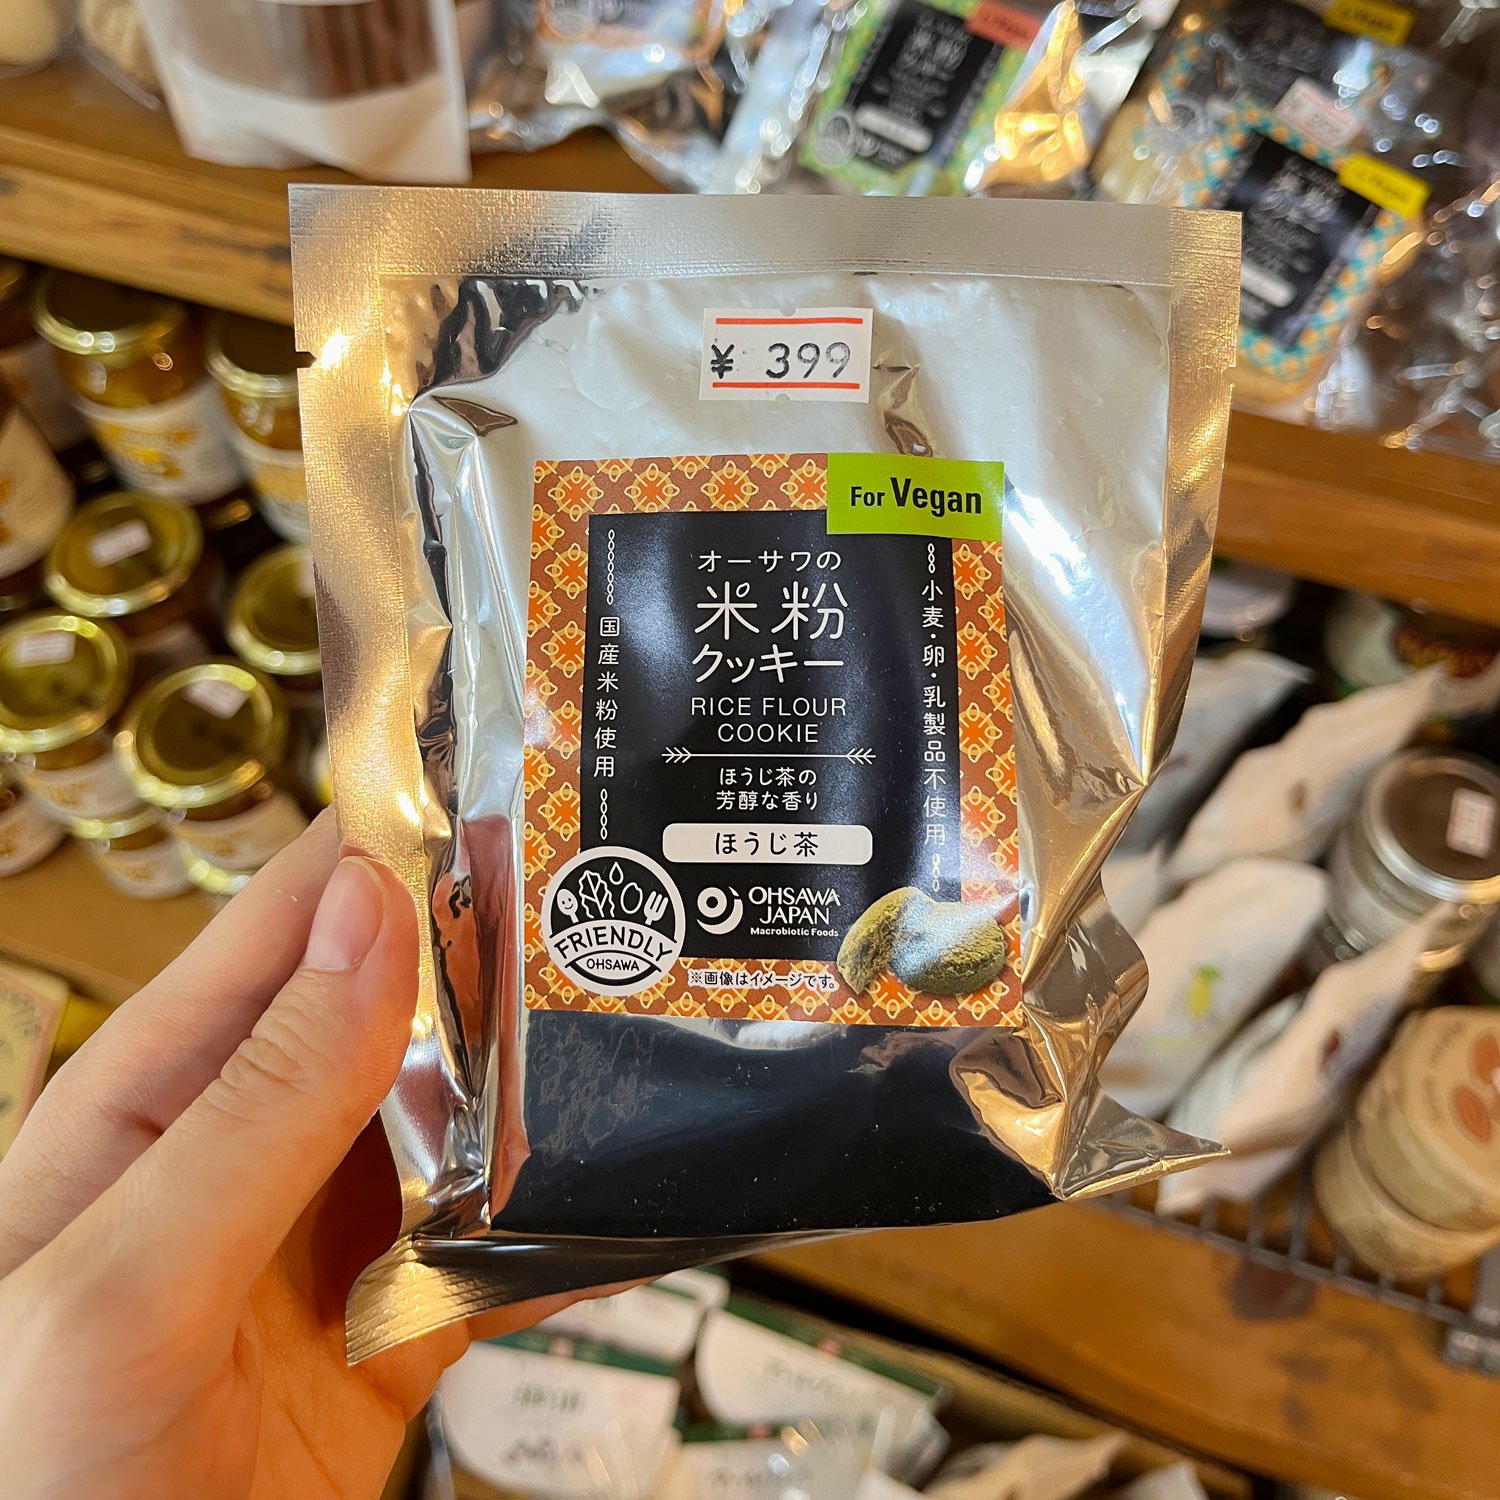 ¥ 399
For Vegan
オーサワの
米粉
クッキー
RICE FLOUR
COOKIE
ほうじ茶の
芳醇な香り
ほうじ茶
国産米粉使用
小麦・卵・乳製品不使用
FRIENDLY
OHSAWA
OHSAWA
JAPAN
Macrobiotic Foods
※画像はイメージです。
米粉